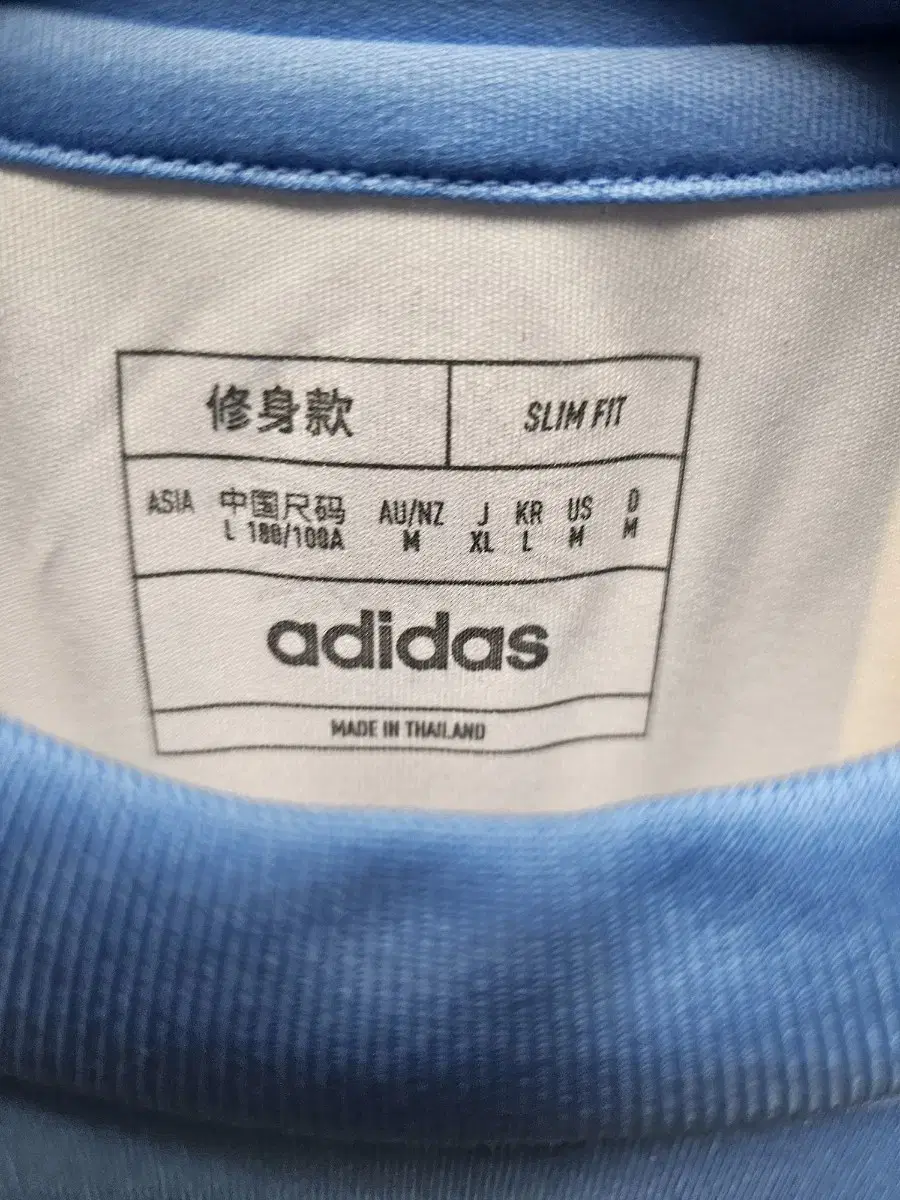 修身款 SLIM FIT
ASIA 中国尺码 AU/NZ J KR US D
L 180/100A M XL L M M
adidas
MADE IN THAILAND